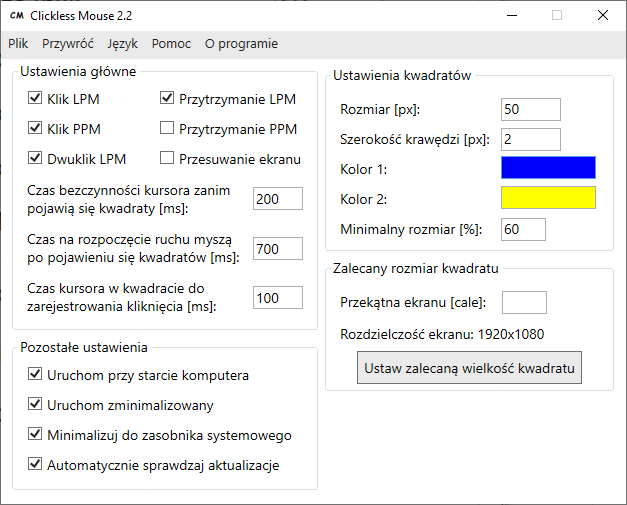 CM Clickless Mouse 2.2
Plik Przywróć Język Pomoc O programie
Ustawienia główne
Klik LPM
Przytrzymanie LPM
Klik PPM
Przytrzymanie PPM
Dwuklik LPM
Przesuwanie ekranu
Czas bezczynności kursora zanim
pojawią się kwadraty [ms]:
200
Czas na rozpoczęcie ruchu myszą
po pojawieniu się kwadratów [ms]:
700
Czas kursora w kwadracie do
zarejestrowania kliknięcia [ms]:
100
Pozostałe ustawienia
Uruchom przy starcie komputera
Uruchom zminimalizowany
Minimalizuj do zasobnika systemowego
Automatycznie sprawdzaj aktualizacje
Ustawienia kwadratów
Rozmiar [px]: 50
Szerokość krawędzi [px]: 2
Kolor 1:
Kolor 2:
Minimalny rozmiar [%]: 60
Zalecany rozmiar kwadratu
Przekątna ekranu [cale]:
Rozdzielczość ekranu: 1920x1080
Ustaw zalecaną wielkość kwadratu